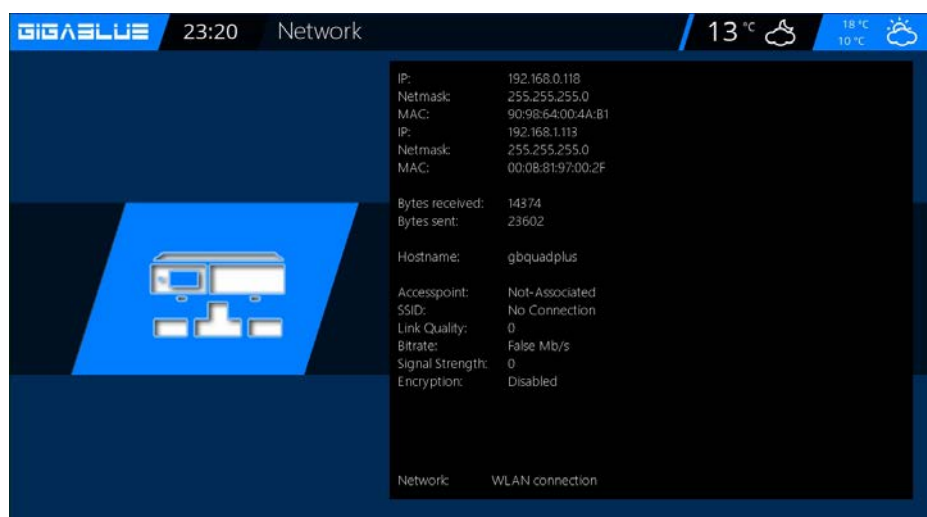 GIGABLUE 23:20 Network 13 °C 18 °C
10 °C
IP: 192.168.0.118
Netmask: 255.255.255.0
MAC: 90:98:64:00:4A:B1
IP: 192.168.1.113
Netmask: 255.255.255.0
MAC: 00:0B:81:97:00:2F
Bytes received: 14374
Bytes sent: 23602
Hostname: gbquadplus
Accesspoint: Not-Associated
SSID: No Connection
Link Quality: 0
Bitrate: False Mb/s
Signal Strength: 0
Encryption: Disabled
Network: WLAN connection